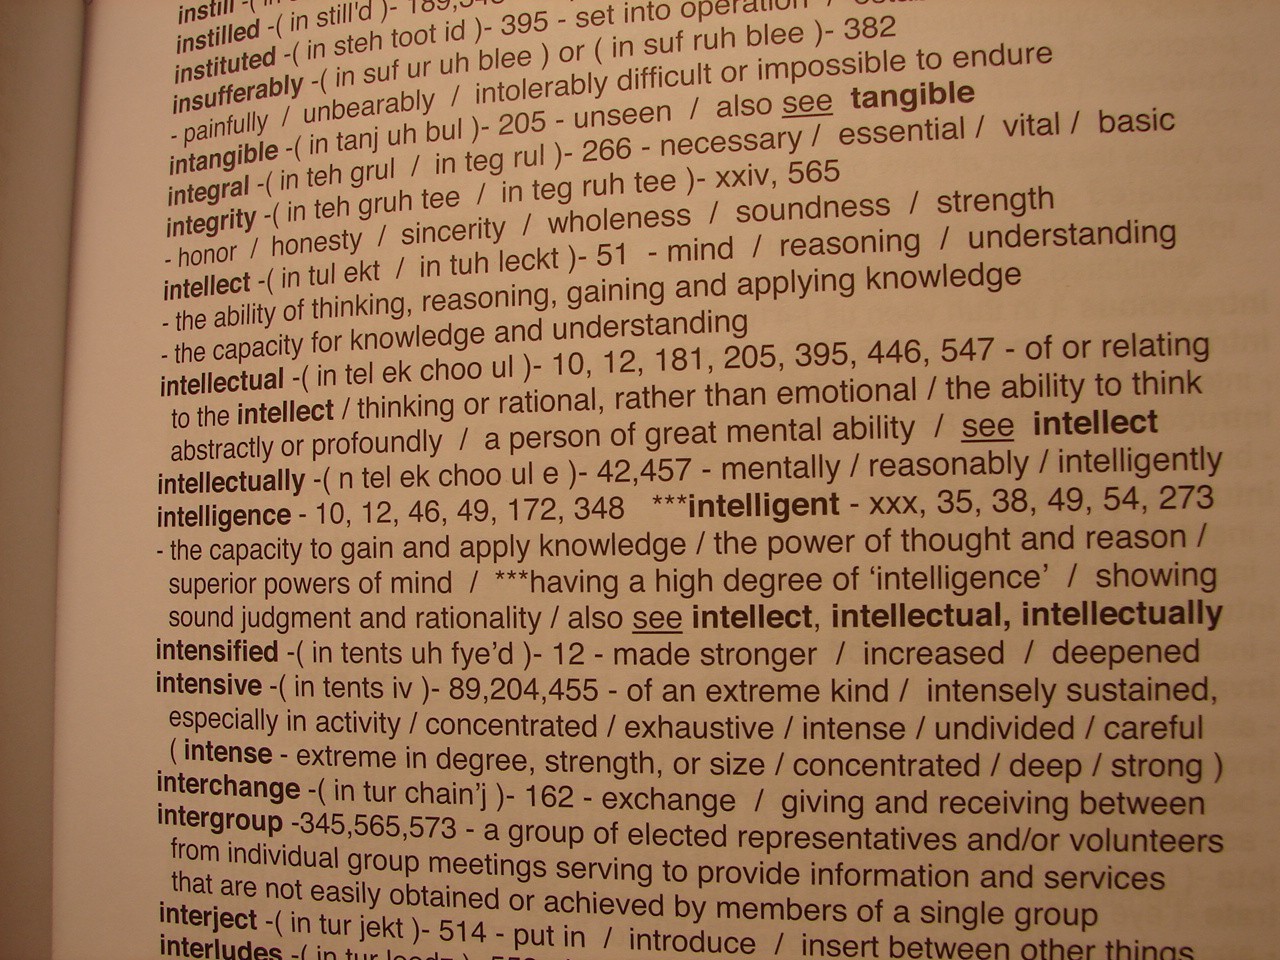 instill -( in
instilled -( in still'd )- 189,
instituted -( in steh toot id )- 395 - set into operation /
insufferably -( in suf ur uh blee ) or ( in suf ruh blee )- 382
- painfully / unbearably / intolerably difficult or impossible to endure
intangible -( in tanj uh bul )- 205 - unseen / also see tangible
integral -( in teh grul / in teg rul )- 266 - necessary / essential / vital / basic
integrity -( in teh gruh tee / in teg ruh tee )- xxiv, 565
- honor / honesty / sincerity / wholeness / soundness / strength
intellect -( in tul ekt / in tuh leckt )- 51 - mind / reasoning / understanding
- the ability of thinking, reasoning, gaining and applying knowledge
- the capacity for knowledge and understanding
intellectual -( in tel ek choo ul )- 10, 12, 181, 205, 395, 446, 547 - of or relating
to the intellect / thinking or rational, rather than emotional / the ability to think
abstractly or profoundly / a person of great mental ability / see intellect
intellectually -( n tel ek choo ul e )- 42,457 - mentally / reasonably / intelligently
intelligence - 10, 12, 46, 49, 172, 348 ***intelligent - xxx, 35, 38, 49, 54, 273
- the capacity to gain and apply knowledge / the power of thought and reason /
superior powers of mind / ***having a high degree of ‘intelligence’ / showing
sound judgment and rationality / also see intellect, intellectual, intellectually
intensified -( in tents uh fye’d )- 12 - made stronger / increased / deepened
intensive -( in tents iv )- 89,204,455 - of an extreme kind / intensely sustained,
especially in activity / concentrated / exhaustive / intense / undivided / careful
( intense - extreme in degree, strength, or size / concentrated / deep / strong )
interchange -( in tur chain’j )- 162 - exchange / giving and receiving between
intergroup -345,565,573 - a group of elected representatives and/or volunteers
from individual group meetings serving to provide information and services
that are not easily obtained or achieved by members of a single group
interject -( in tur jekt )- 514 - put in / introduce / insert between other things
interludes -( in tur loodz )-